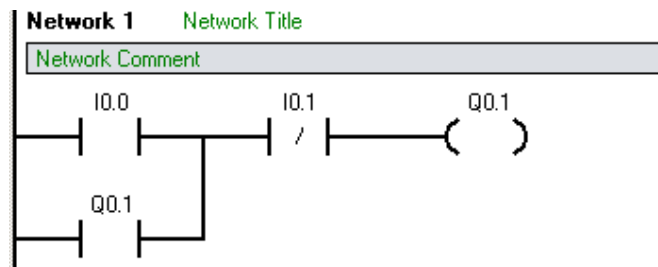 Network 1 Network Title
Network Comment
I0.0 I0.1 Q0.1
/
Q0.1